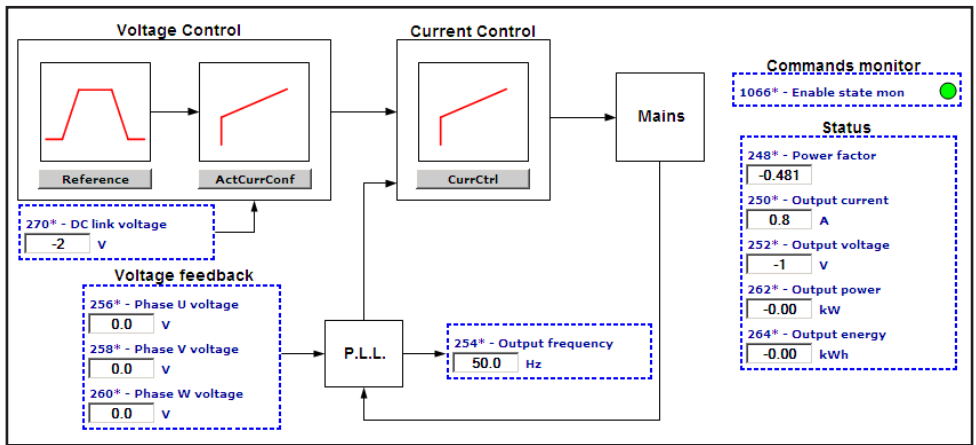 Voltage Control
Current Control
Reference
ActCurrConf
CurrCtrl
Mains
270* - DC link voltage
-2 V
Voltage feedback
256* - Phase U voltage
0.0 V
258* - Phase V voltage
0.0 V
260* - Phase W voltage
0.0 V
P.L.L.
254* - Output frequency
50.0 Hz
Commands monitor
1066* - Enable state mon
Status
248* - Power factor
-0.481
250* - Output current
0.8 A
252* - Output voltage
-1 V
262* - Output power
-0.00 kW
264* - Output energy
-0.00 kWh